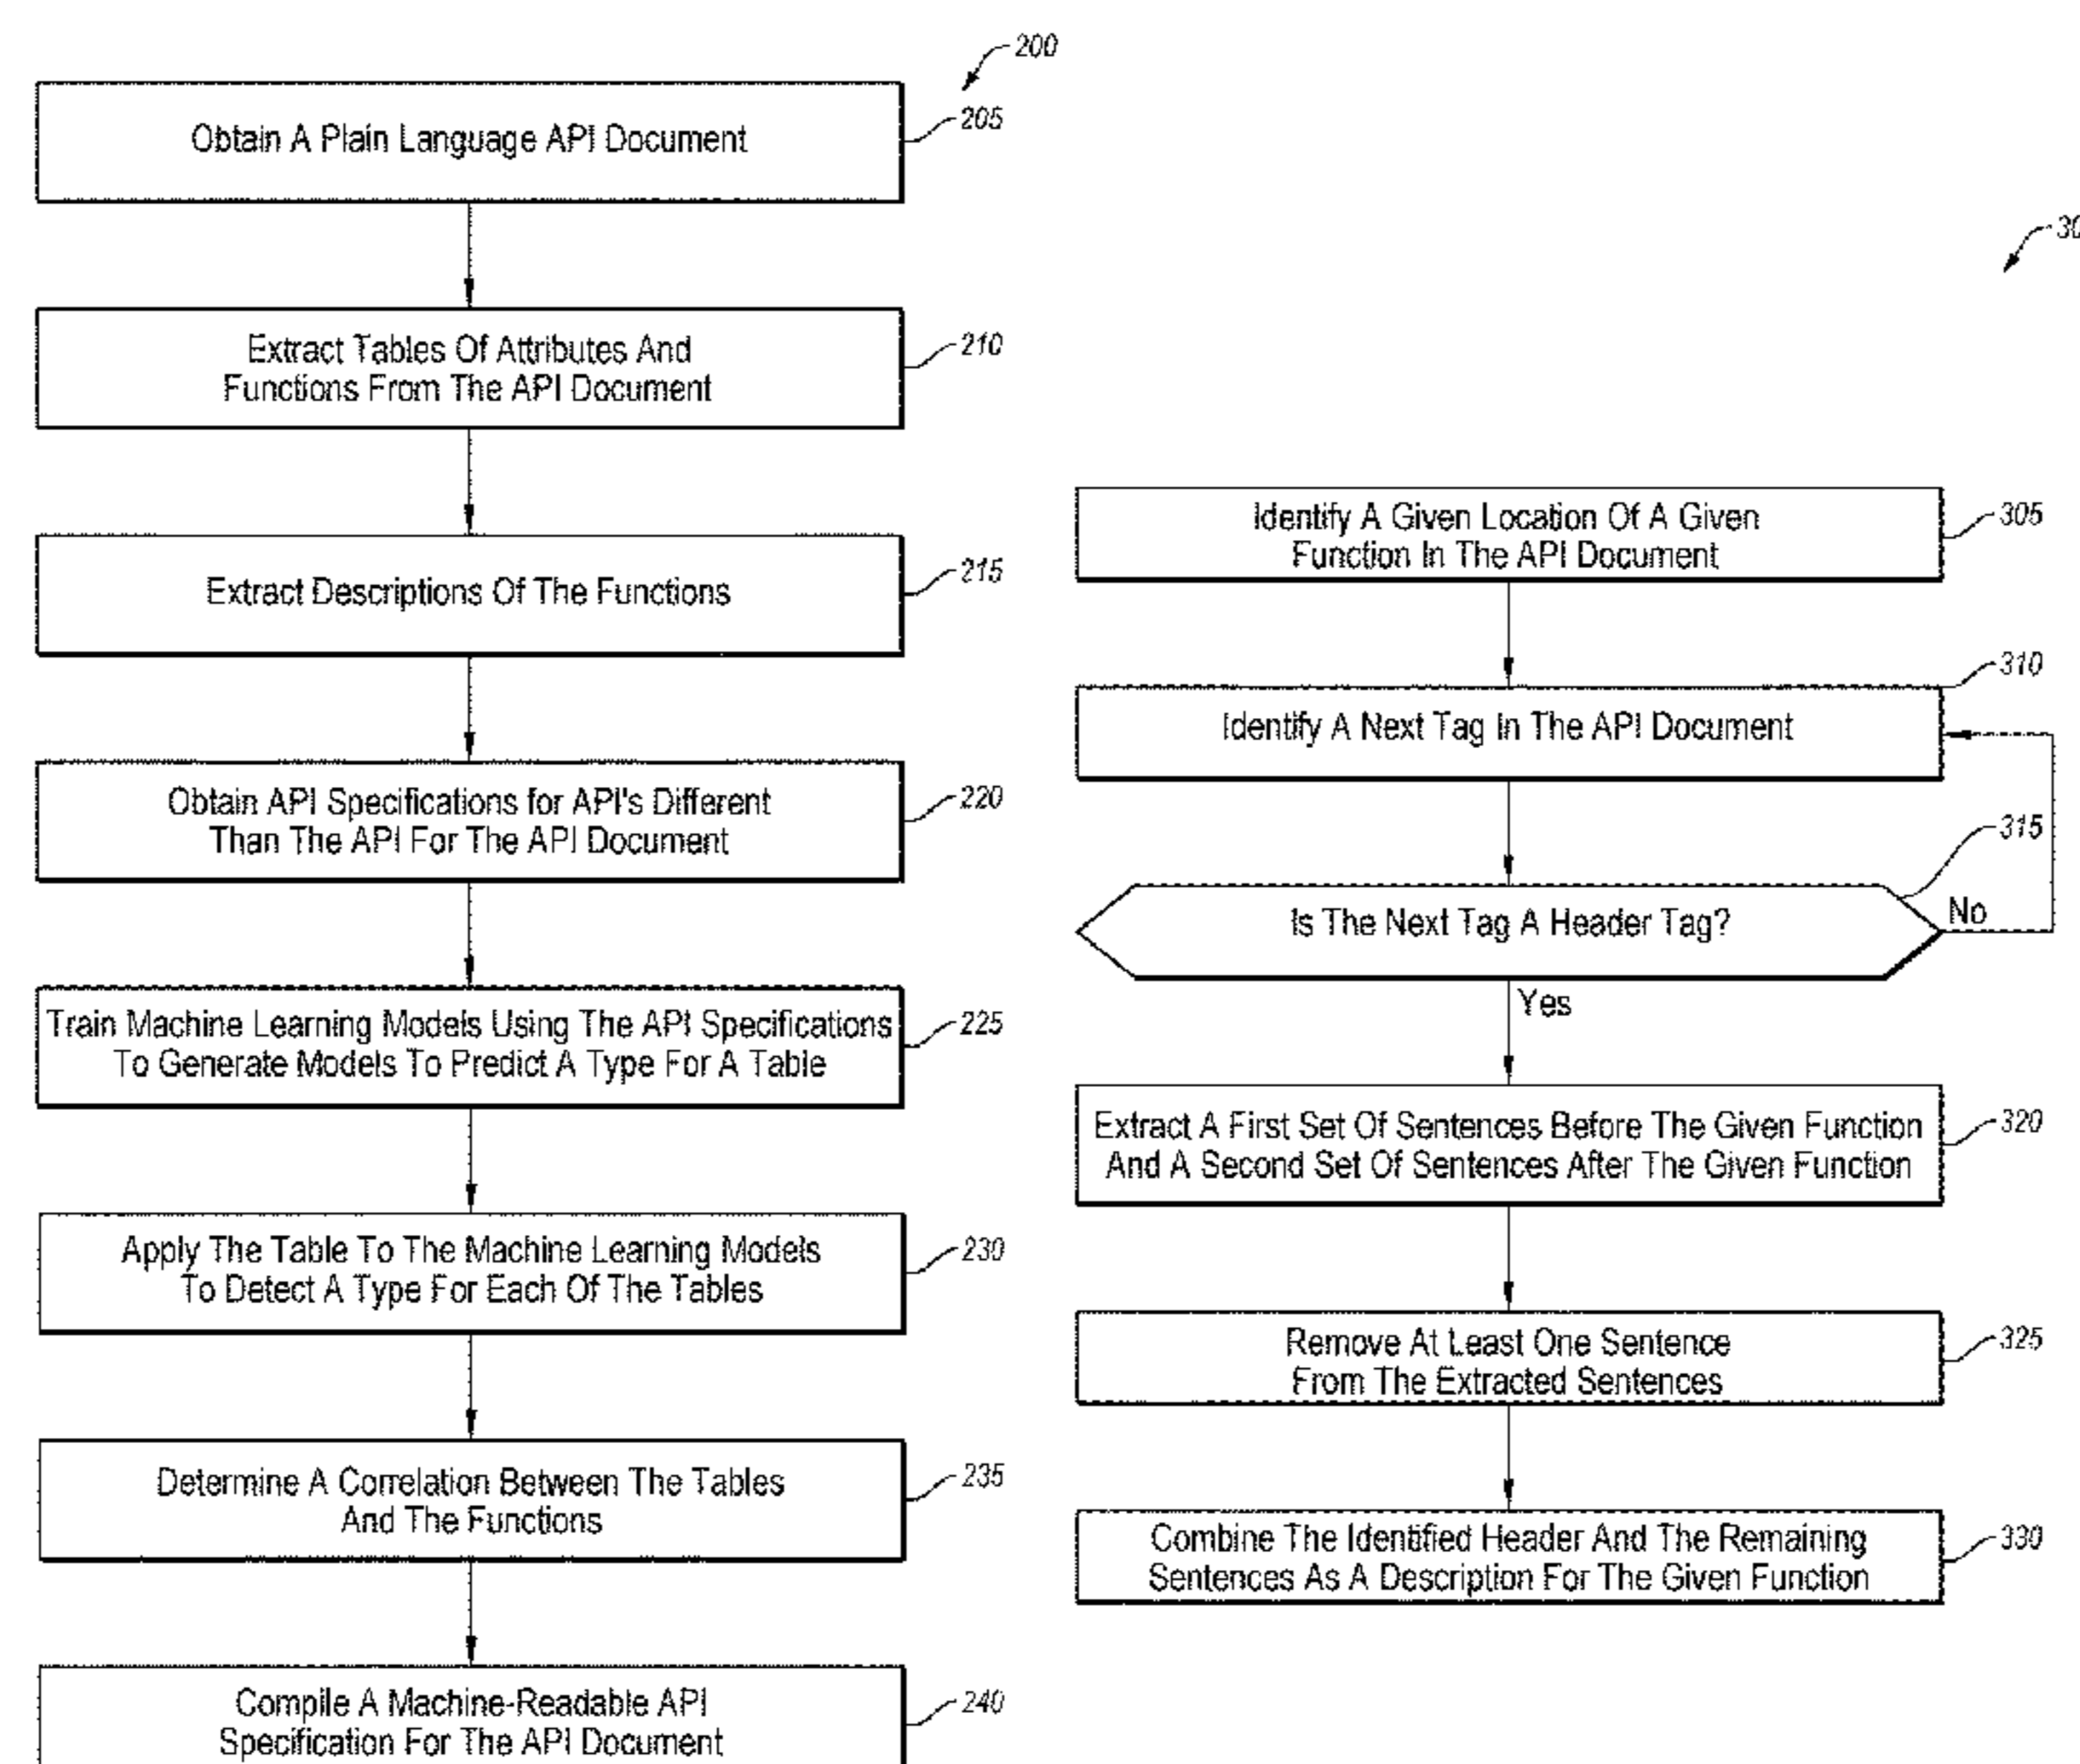 200
Obtain A Plain Language API Document
205
Extract Tables Of Attributes And
Functions From The API Document
210
Extract Descriptions Of The Functions
215
Obtain API Specifications for API's Different
Than The API For The API Document
220
Train Machine Learning Models Using The API Specifications
To Generate Models To Predict A Type For A Table
225
Apply The Table To The Machine Learning Models
To Detect A Type For Each Of The Tables
230
Determine A Correlation Between The Tables
And The Functions
235
Compile A Machine-Readable API
Specification For The API Document
240
Identify A Given Location Of A Given
Function In The API Document
305
Identify A Next Tag In The API Document
310
Is The Next Tag A Header Tag?
315
No
Yes
Extract A First Set Of Sentences Before The Given Function
And A Second Set Of Sentences After The Given Function
320
Remove At Least One Sentence
From The Extracted Sentences
325
Combine The Identified Header And The Remaining
Sentences As A Description For The Given Function
330